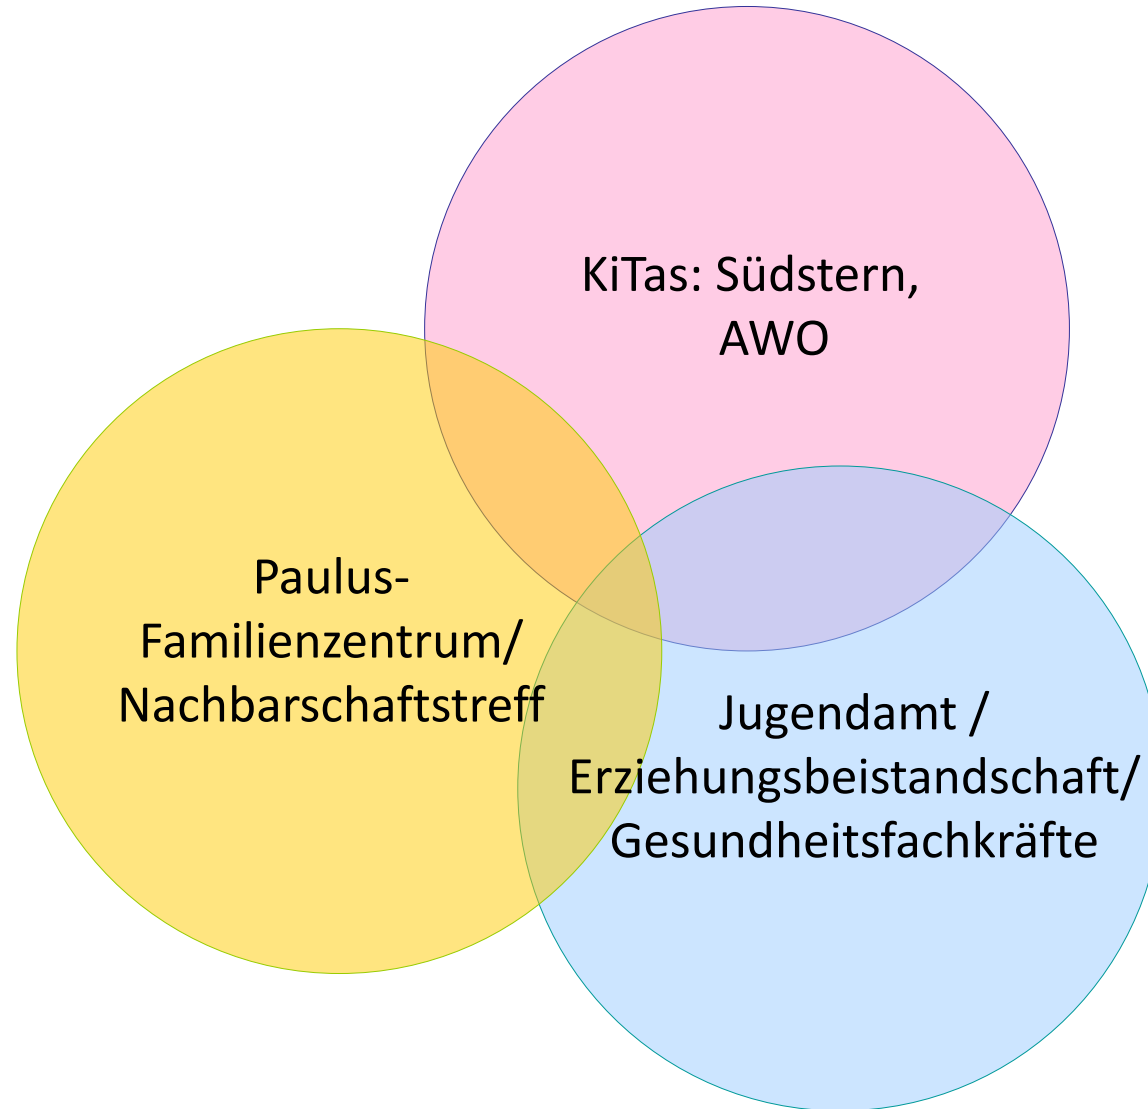 KiTas: Südstern,
AWO
Paulus-
Familienzentrum/
Nachbarschaftstreff
Jugendamt /
Erziehungsbeistandschaft/
Gesundheitsfachkräfte